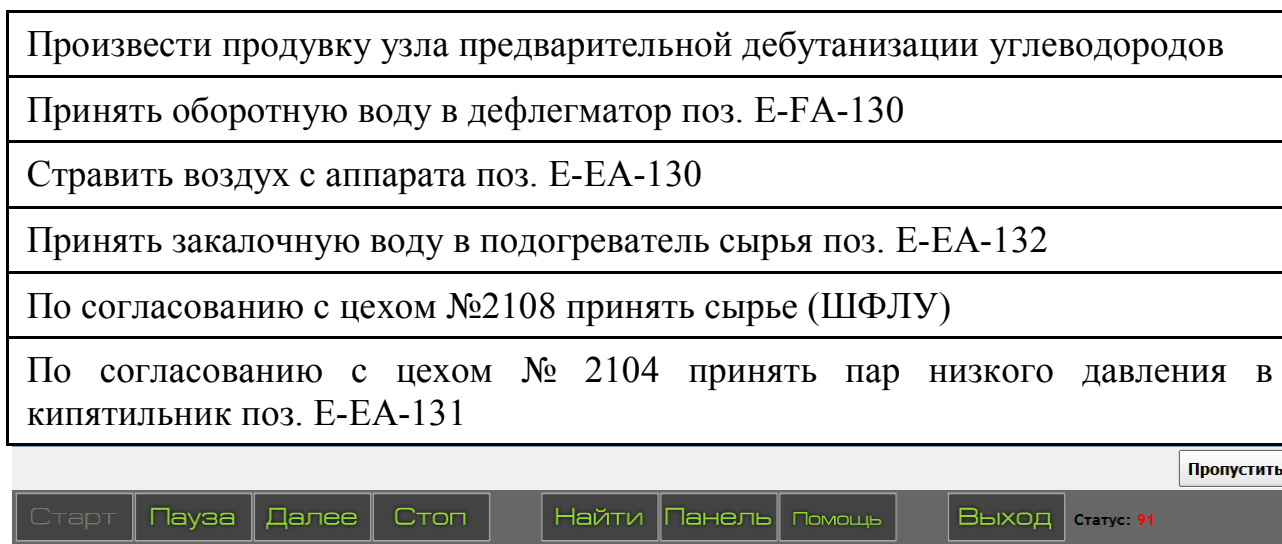 Произвести продувку узла предварительной дебутанизации углеводородов
Принять оборотную воду в дефлегматор поз. E-FA-130
Стравить воздух с аппарата поз. E-EA-130
Принять закалочную воду в подогреватель сырья поз. E-EA-132
По согласованию с цехом №2108 принять сырье (ШФЛУ)
По согласованию с цехом № 2104 принять пар низкого давления в
кипятильник поз. E-EA-131
Пропустить
Старт Пауза Далее Стоп Найти Панель Помощь Выход Статус: 91